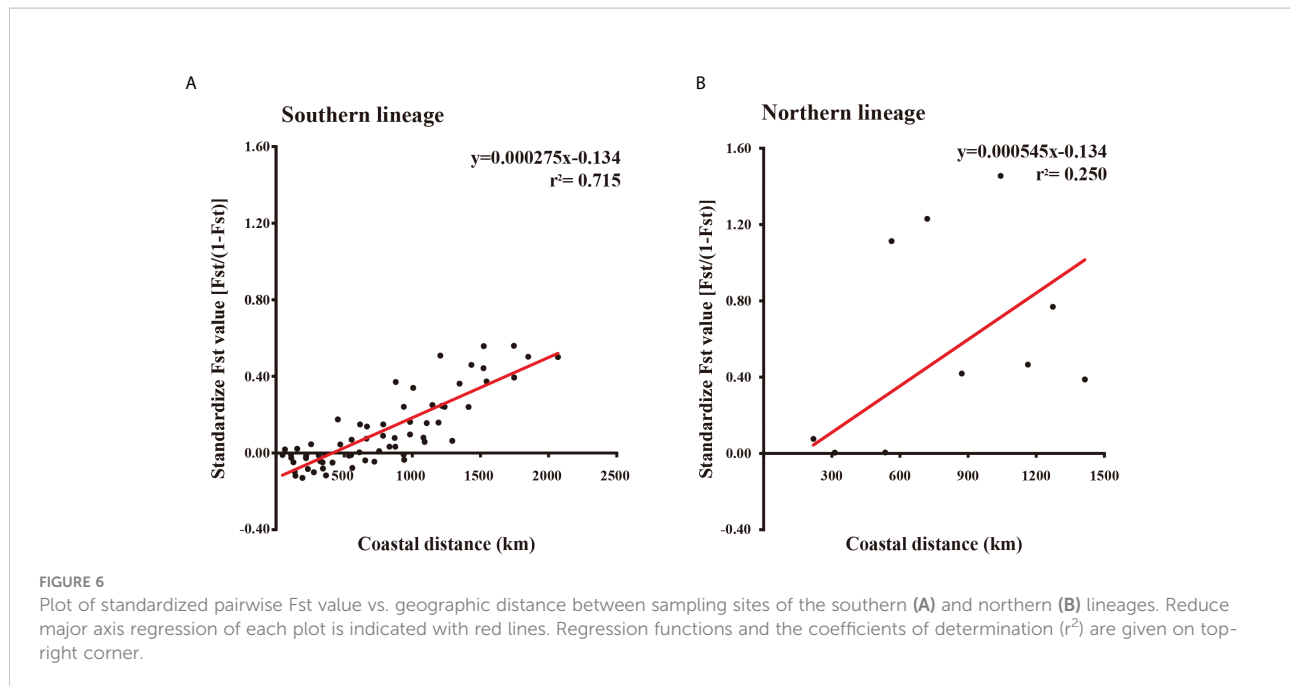 A
Southern lineage
y=0.000275x-0.134
r²= 0.715
Standardize Fst value [Fst/(1-Fst)]
1.60
1.20
0.80
0.40
0.00
-0.40
500
1000
1500
2000
2500
Coastal distance (km)
B
Northern lineage
y=0.000545x-0.134
r²= 0.250
Standardize Fst value [Fst/(1-Fst)]
1.60
1.20
0.80
0.40
0.00
-0.40
300
600
900
1200
1500
Coastal distance (km)
FIGURE 6
Plot of standardized pairwise Fst value vs. geographic distance between sampling sites of the southern (A) and northern (B) lineages. Reduce
major axis regression of each plot is indicated with red lines. Regression functions and the coefficients of determination (r²) are given on top-
right corner.